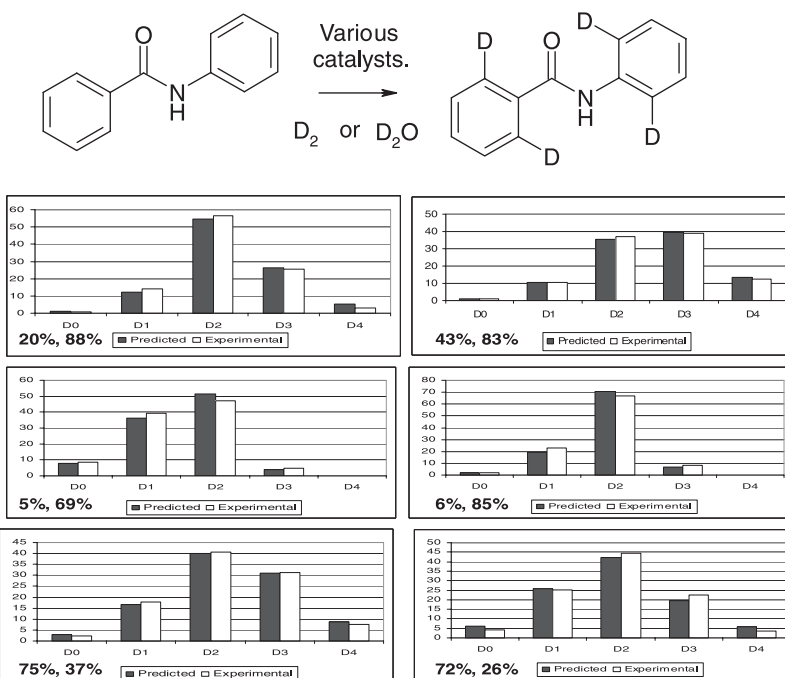 O
N
H
Various
catalysts.
D2 or D2O
D
O
D
N
H
D
D
60
50
40
30
20
10
0
D0 D1 D2 D3 D4
20%, 88%
Predicted Experimental
50
40
30
20
10
0
D0 D1 D2 D3 D4
43%, 83%
Predicted Experimental
60
50
40
30
20
10
0
D0 D1 D2 D3 D4
5%, 69%
Predicted Experimental
80
70
60
50
40
30
20
10
0
D0 D1 D2 D3 D4
6%, 85%
Predicted Experimental
45
40
35
30
25
20
15
10
5
0
D0 D1 D2 D3 D4
75%, 37%
Predicted Experimental
50
45
40
35
30
25
20
15
10
5
0
D0 D1 D2 D3 D4
72%, 26%
Predicted Experimental